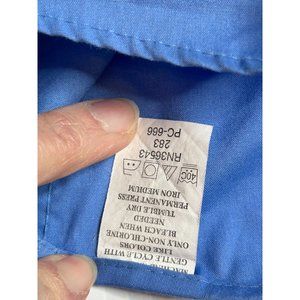 MACHINE
GENTLE CYCLE WITH
LIKE COLORS
ONLY NON-CHLORINE
BLEACH WHEN
NEEDED
TUMBLE DRY
PERMANENT PRESS
IRON MEDIUM
40C
RN36543
283
PC-666